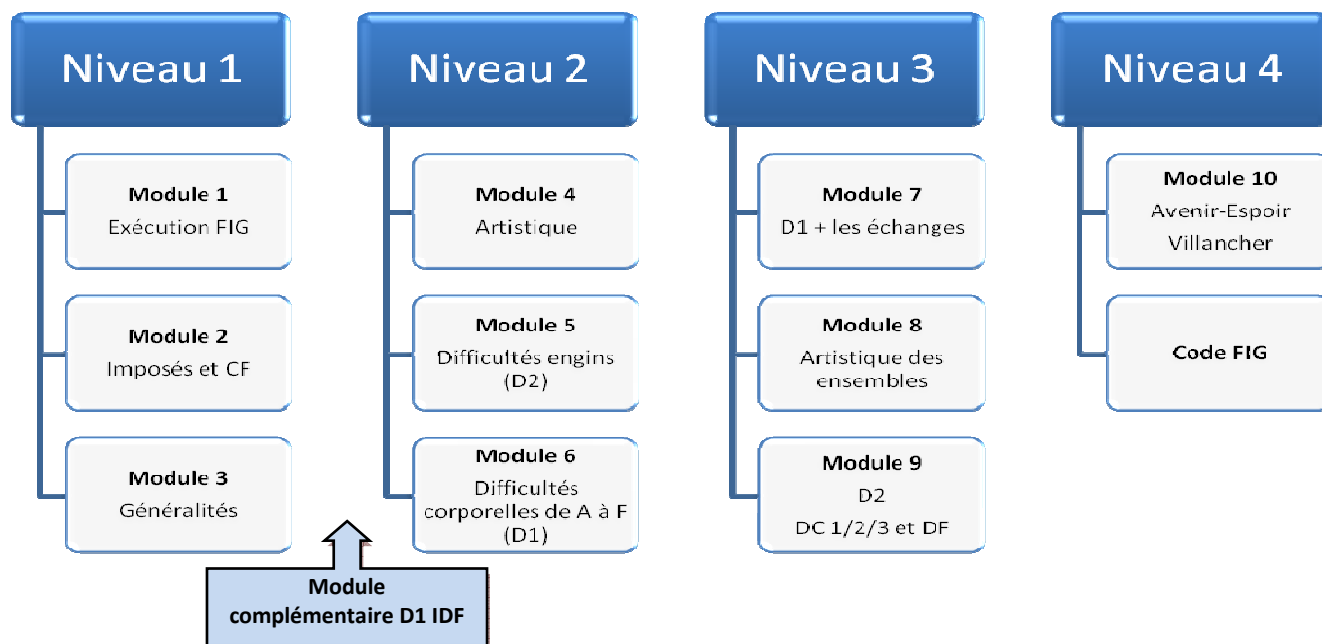 Niveau 1
Module 1
Exécution FIG
Module 2
Imposés et CF
Module 3
Généralités
Niveau 2
Module 4
Artistique
Module 5
Difficultés engins
(D2)
Module 6
Difficultés
corporelles de A à F
(D1)
Niveau 3
Module 7
D1 + les échanges
Module 8
Artistique des
ensembles
Module 9
D2
DC 1/2/3 et DF
Niveau 4
Module 10
Avenir-Espoir
Villancher
Code FIG
Module
complémentaire D1 IDF